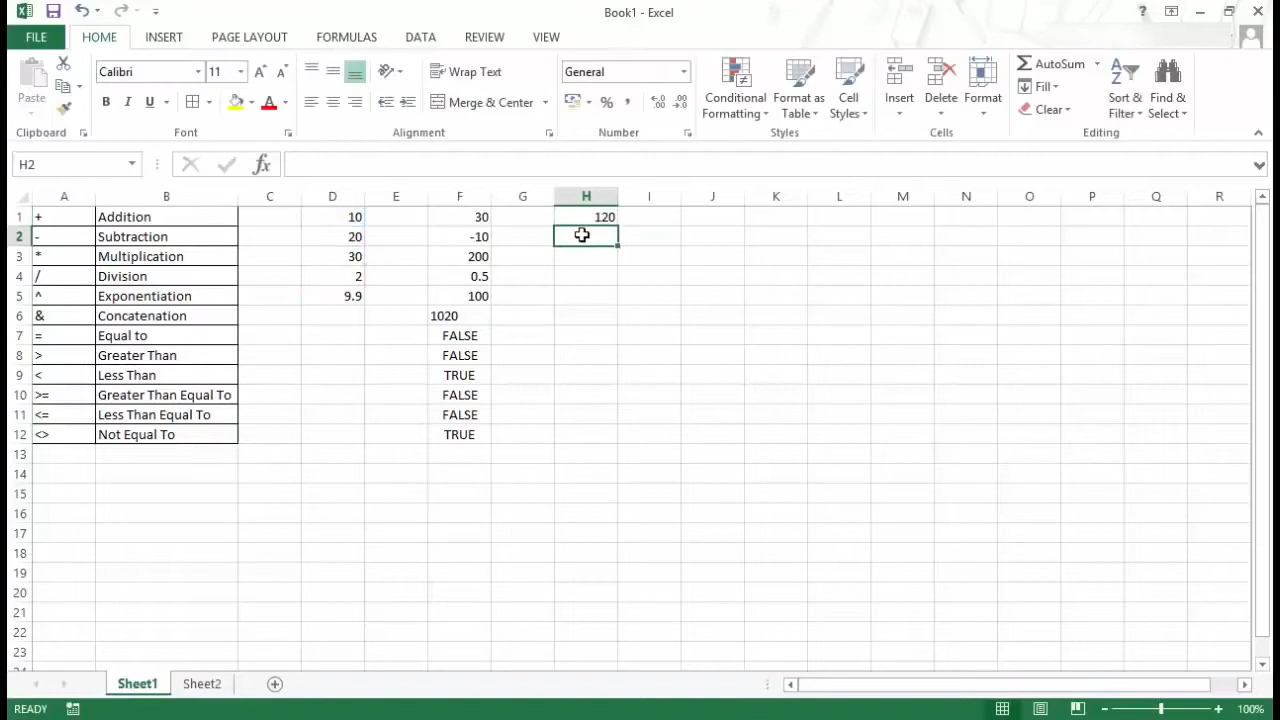 Book1 - Excel
FILE HOME INSERT PAGE LAYOUT FORMULAS DATA REVIEW VIEW
Paste
Calibri 11
B I U A
Wrap Text
Merge & Center
General
% ,
Conditional Formatting
Format as Table
Cell Styles
Insert
Delete
Format
AutoSum
Fill
Clear
Sort & Filter
Find & Select
Clipboard Font Alignment Number Styles Cells Editing
H2 fx
A B C D E F G H I J K L M N O P Q R
1 + Addition 10 30 120
2 - Subtraction 20 -10
3 * Multiplication 30 200
4 / Division 2 0.5
5 ^ Exponentiation 9.9 100
6 & Concatenation 1020
7 = Equal to FALSE
8 > Greater Than FALSE
9 < Less Than TRUE
10 >= Greater Than Equal To FALSE
11 <= Less Than Equal To FALSE
12 <> Not Equal To TRUE
13
14
15
16
17
18
19
20
21
22
23
Sheet1 Sheet2
READY 100%